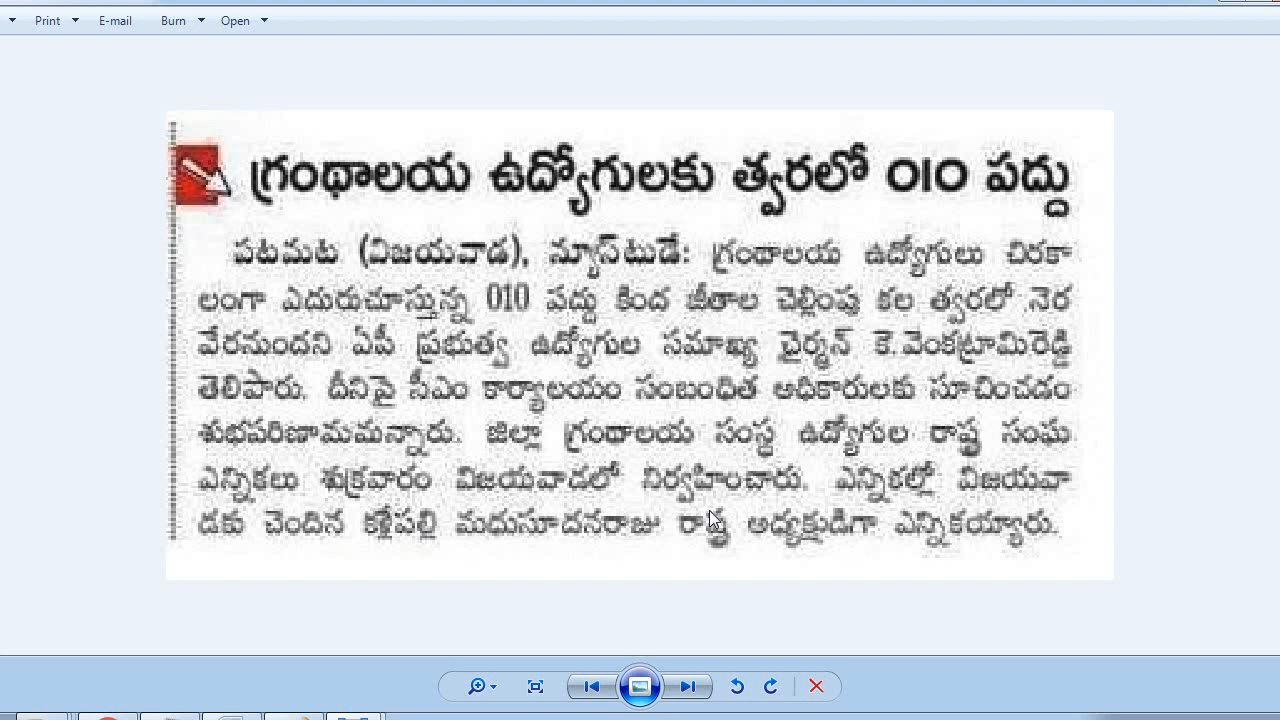 Print E-mail Burn Open
గ్రంథాలయ ఉద్యోగులకు త్వరలో ౦౧౦ పద్దు
పటమట (విజయవాడ), న్యూస్‌టుడే: గ్రంథాలయ ఉద్యోగులు చిరకా
లంగా ఎదురుచూస్తున్న 010 పద్దు కింద జీతాల చెల్లింపు కల త్వరలో నెర
వేరనుందని ఏపీ ప్రభుత్వ ఉద్యోగుల సమాఖ్య ఛైర్మన్ కె.వెంకట్రామిరెడ్డి
తెలిపారు. దీనిపై సీఎం కార్యాలయం సంబంధిత అధికారులకు సూచించడం
శుభపరిణామమన్నారు. జిల్లా గ్రంథాలయ సంస్థ ఉద్యోగుల రాష్ట్ర సంఘ
ఎన్నికలు శుక్రవారం విజయవాడలో నిర్వహించారు. ఎన్నికల్లో విజయవా
డకు చెందిన కళ్లేపల్లి మధుసూదనరాజు రాష్ట్ర అధ్యక్షుడిగా ఎన్నికయ్యారు.